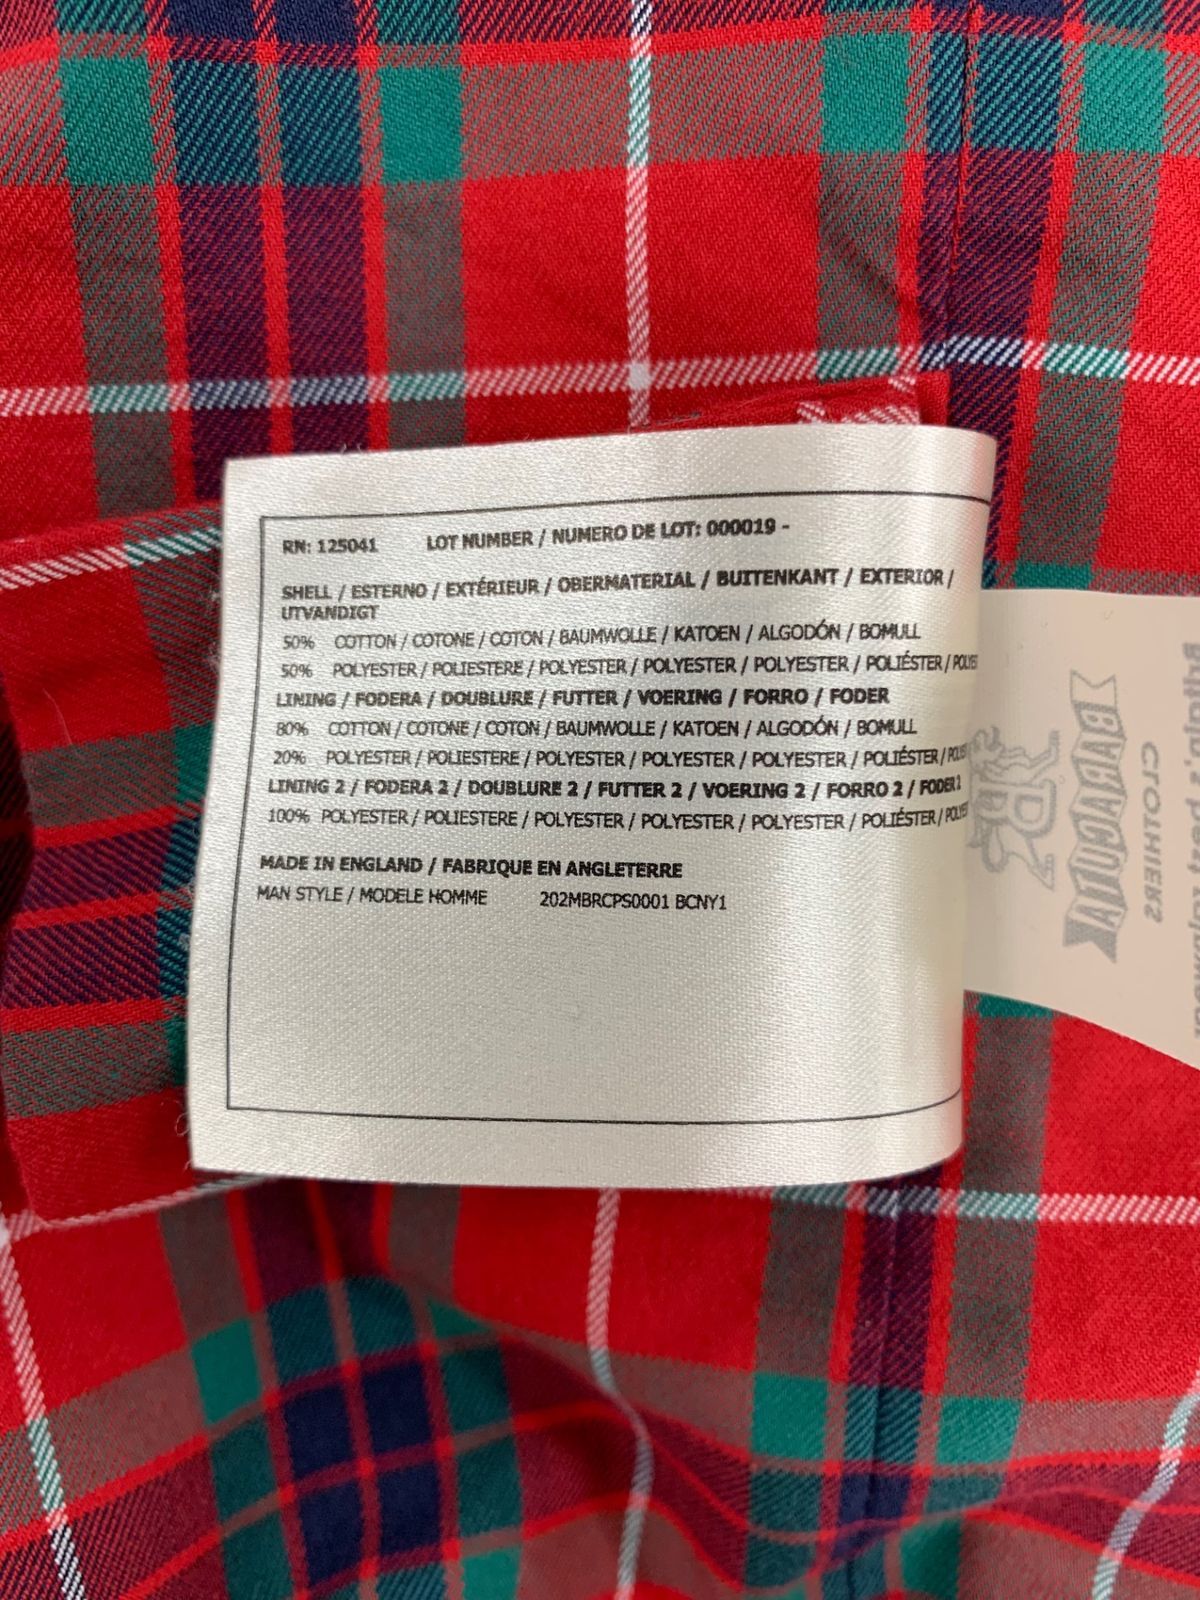 RN: 125041 LOT NUMBER / NUMERO DE LOT: 000019 -
SHELL / ESTERNO / EXTÉRIEUR / OBERMATERIAL / BUITENKANT / EXTERIOR /
UTVANDIGT
50% COTTON / COTONE / COTON / BAUMWOLLE / KATOEN / ALGODÓN / BOMULL
50% POLYESTER / POLIESTERE / POLYESTER / POLYESTER / POLYESTER / POLIÉSTER /
LINING / FODERA / DOUBLURE / FUTTER / VOERING / FORRO / FODER
80% COTTON / COTONE / COTON / BAUMWOLLE / KATOEN / ALGODÓN / BOMULL
20% POLYESTER / POLIESTERE / POLYESTER / POLYESTER / POLYESTER / POLIÉSTER /
LINING 2 / FODERA 2 / DOUBLURE 2 / FUTTER 2 / VOERING 2 / FORRO 2 / FODER 2
100% POLYESTER / POLIESTERE / POLYESTER / POLYESTER / POLYESTER / POLIÉSTER /
MADE IN ENGLAND / FABRIQUE EN ANGLETERRE
MAN STYLE / MODELE HOMME 202MBRCPS0001 BCNY1
BARACUTA
CLOTHIERS